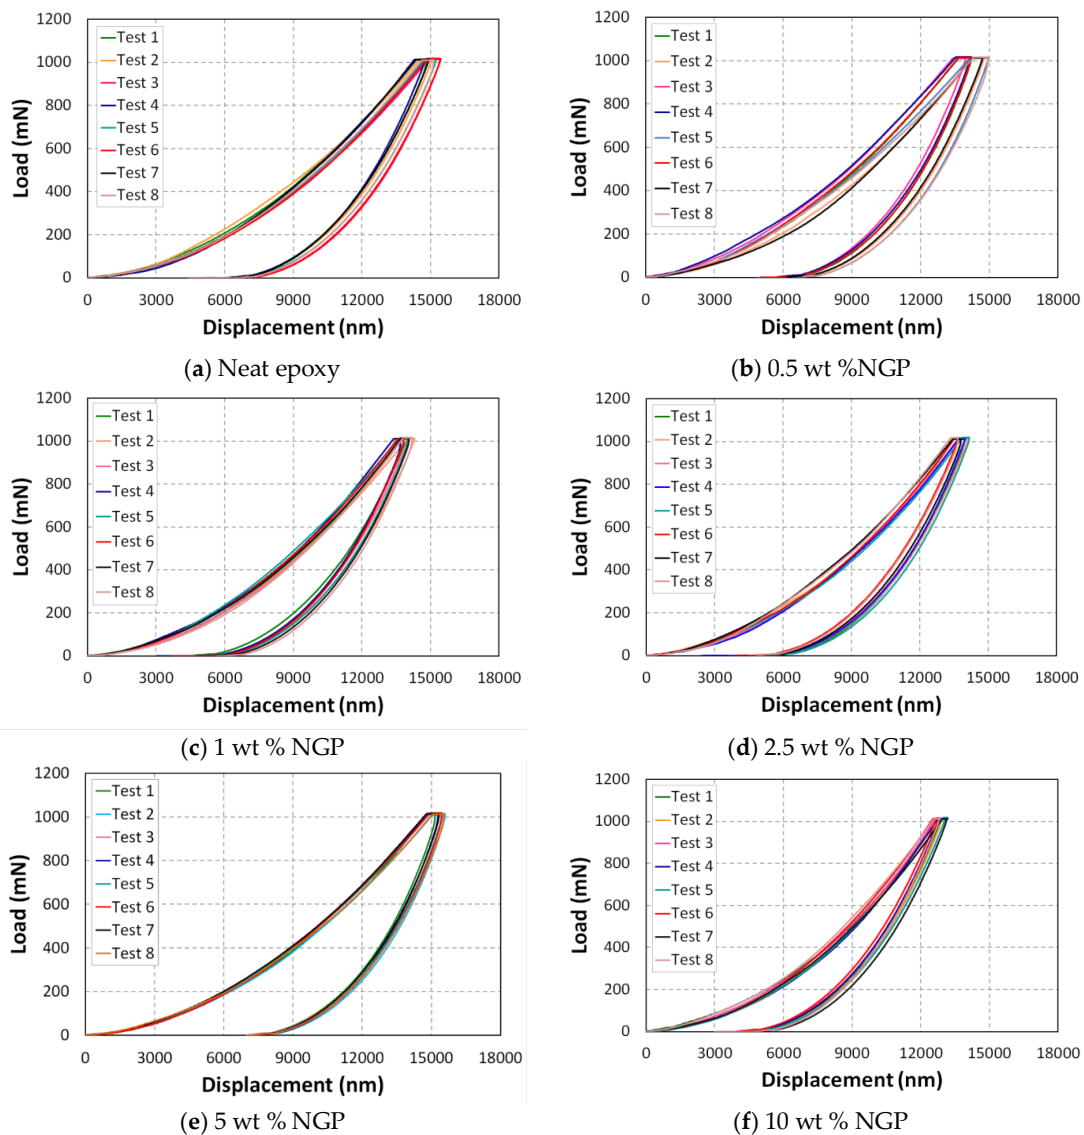 1200
1000
800
600
400
200
0
Load (mN)
Test 1
Test 2
Test 3
Test 4
Test 5
Test 6
Test 7
Test 8
0 3000 6000 9000 12000 15000 18000
Displacement (nm)
(a) Neat epoxy
1200
1000
800
600
400
200
0
Load (mN)
Test 1
Test 2
Test 3
Test 4
Test 5
Test 6
Test 7
Test 8
0 3000 6000 9000 12000 15000 18000
Displacement (nm)
(b) 0.5 wt %NGP
1200
1000
800
600
400
200
0
Load (mN)
Test 1
Test 2
Test 3
Test 4
Test 5
Test 6
Test 7
Test 8
0 3000 6000 9000 12000 15000 18000
Displacement (nm)
(c) 1 wt % NGP
1200
1000
800
600
400
200
0
Load (mN)
Test 1
Test 2
Test 3
Test 4
Test 5
Test 6
Test 7
Test 8
0 3000 6000 9000 12000 15000 18000
Displacement (nm)
(d) 2.5 wt % NGP
1200
1000
800
600
400
200
0
Load (mN)
Test 1
Test 2
Test 3
Test 4
Test 5
Test 6
Test 7
Test 8
0 3000 6000 9000 12000 15000 18000
Displacement (nm)
(e) 5 wt % NGP
1200
1000
800
600
400
200
0
Load (mN)
Test 1
Test 2
Test 3
Test 4
Test 5
Test 6
Test 7
Test 8
0 3000 6000 9000 12000 15000 18000
Displacement (nm)
(f) 10 wt % NGP